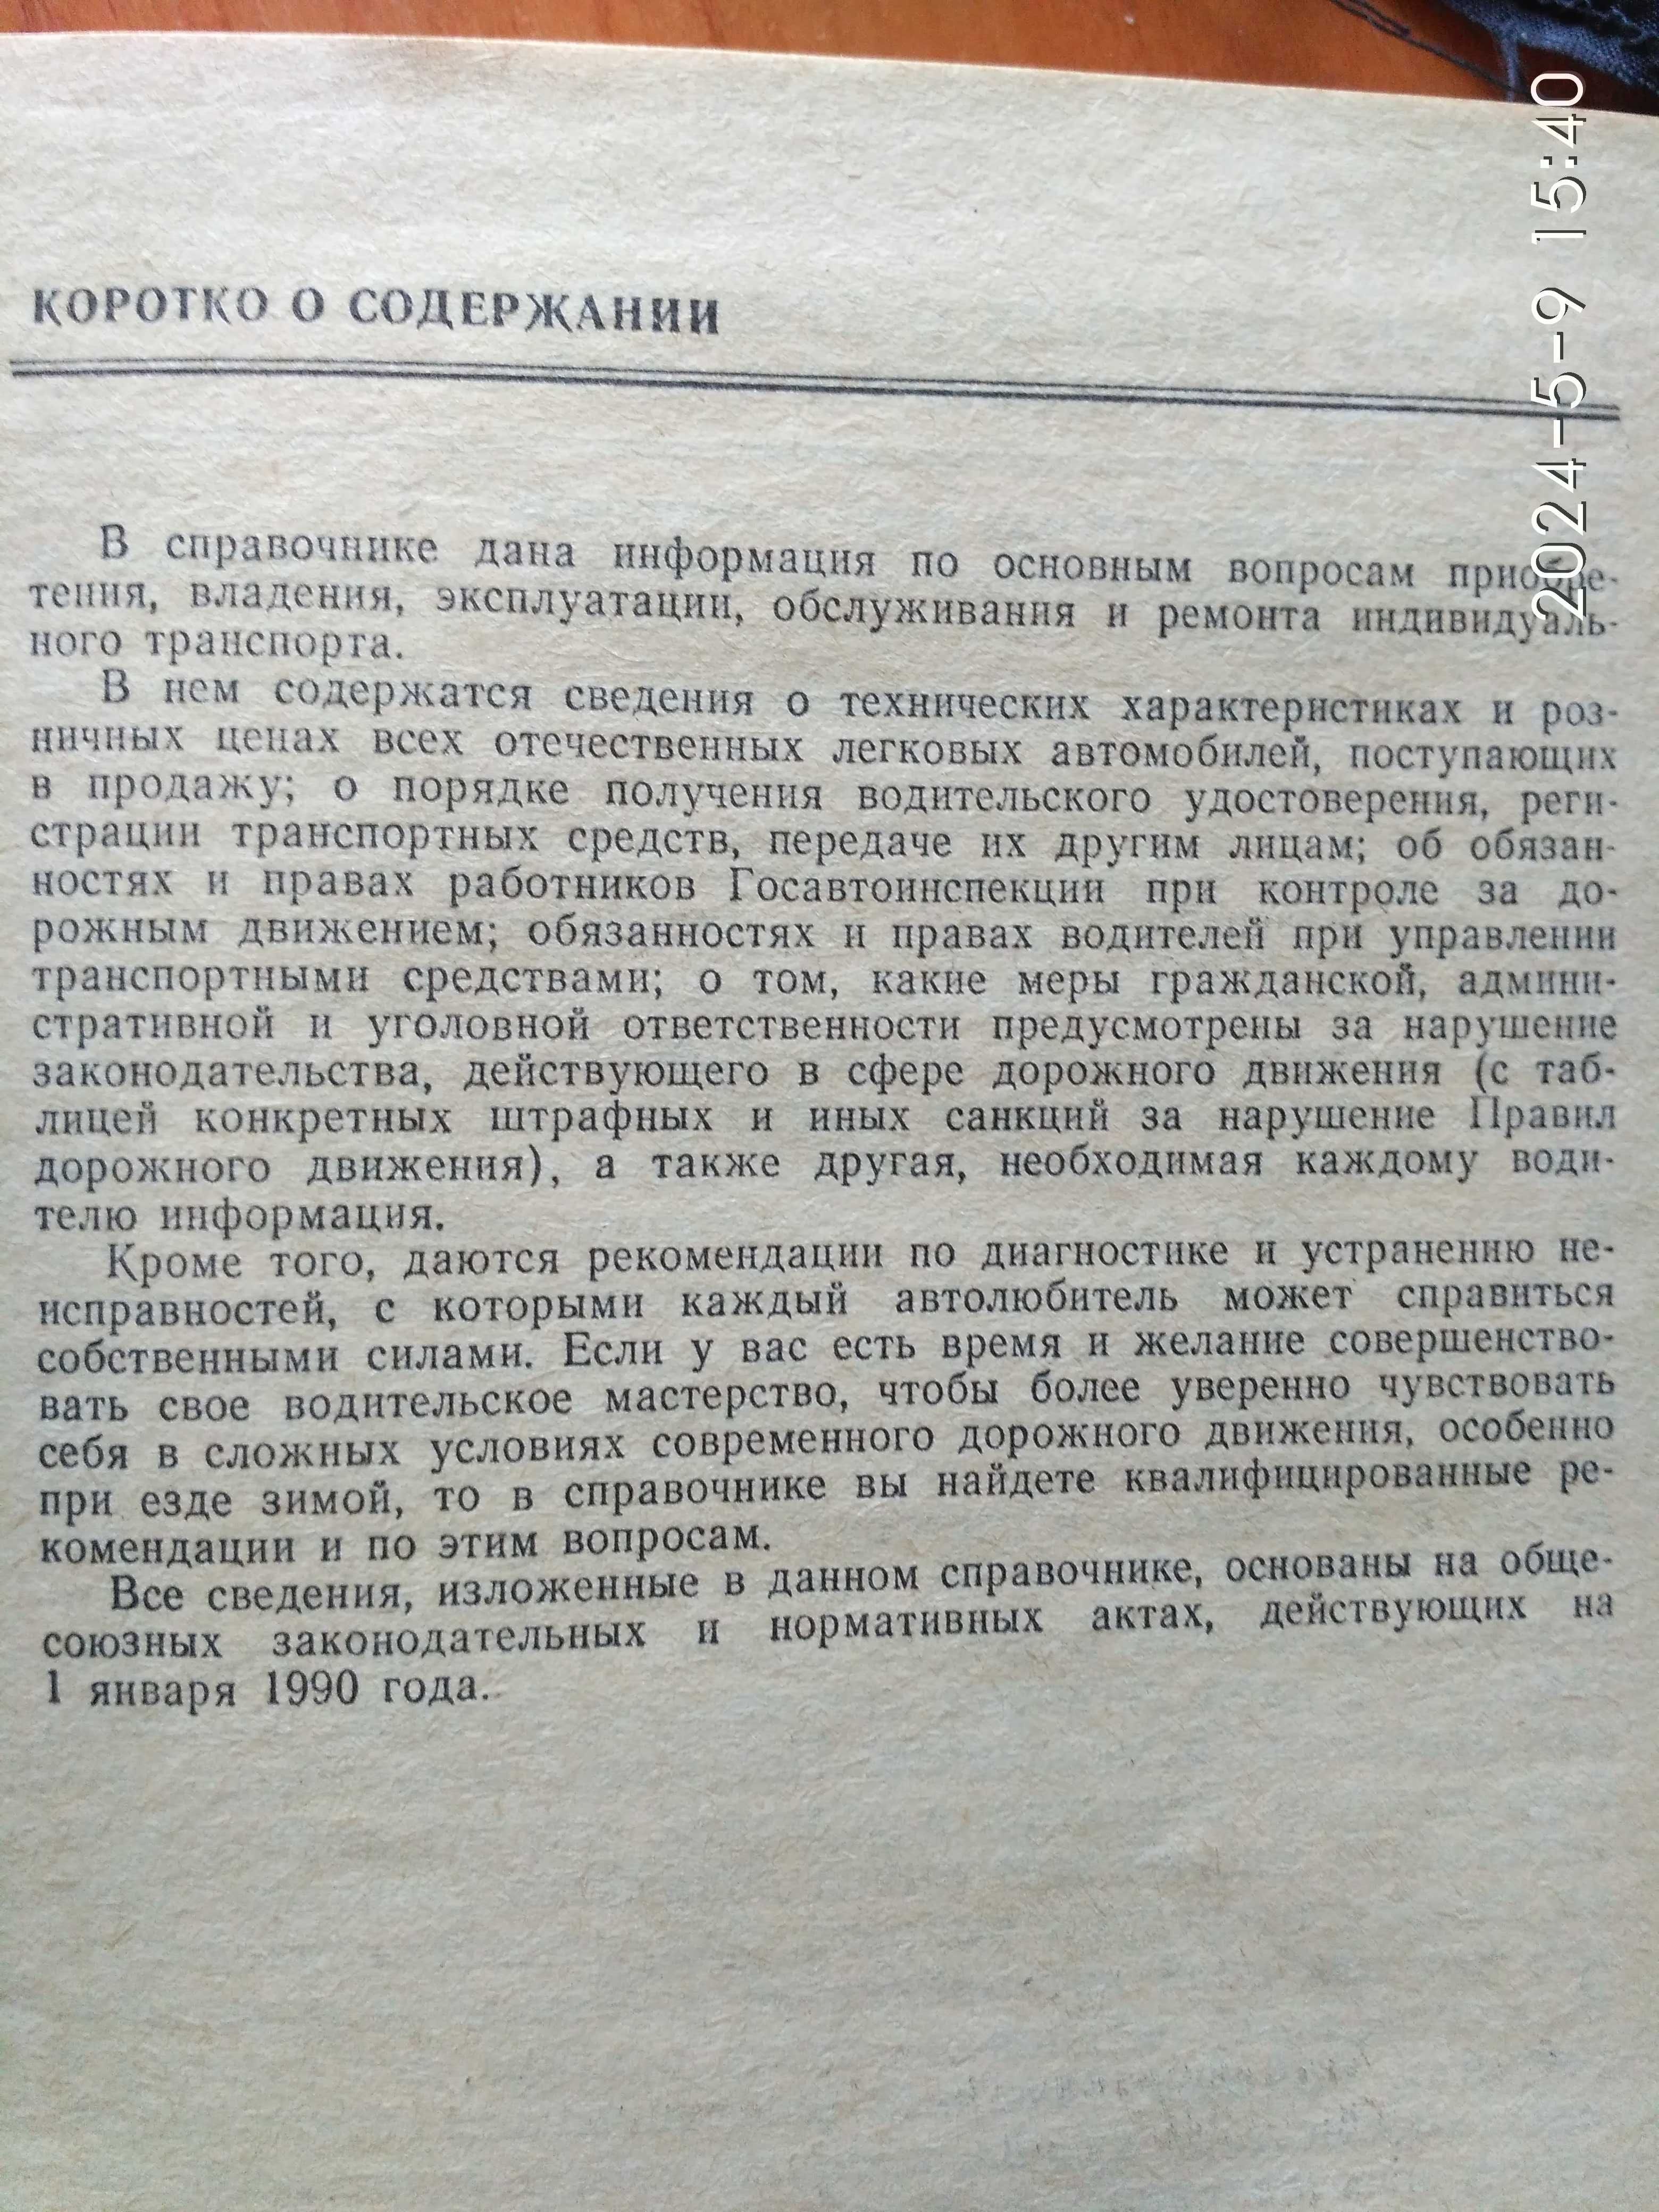 2024-5-9 15:40
КОРОТКО О СОДЕРЖАНИИ
В справочнике дана информация по основным вопросам приобре-
тения, владения, эксплуатации, обслуживания и ремонта индивидуаль-
ного транспорта.
В нем содержатся сведения о технических характеристиках и роз-
ничных ценах всех отечественных легковых автомобилей, поступающих
в продажу; о порядке получения водительского удостоверения, реги-
страции транспортных средств, передаче их другим лицам; об обязан-
ностях и правах работников Госавтоинспекции при контроле за до-
рожным движением; обязанностях и правах водителей при управлении
транспортными средствами; о том, какие меры гражданской, админи-
стративной и уголовной ответственности предусмотрены за нарушение
законодательства, действующего в сфере дорожного движения (с таб-
лицей конкретных штрафных и иных санкций за нарушение Правил
дорожного движения), а также другая, необходимая каждому води-
телю информация.
Кроме того, даются рекомендации по диагностике и устранению не-
исправностей, с которыми каждый автолюбитель может справиться
собственными силами. Если у вас есть время и желание совершенство-
вать свое водительское мастерство, чтобы более уверенно чувствовать
себя в сложных условиях современного дорожного движения, особенно
при езде зимой, то в справочнике вы найдете квалифицированные ре-
комендации и по этим вопросам.
Все сведения, изложенные в данном справочнике, основаны на обще-
союзных законодательных и нормативных актах, действующих на
1 января 1990 года.